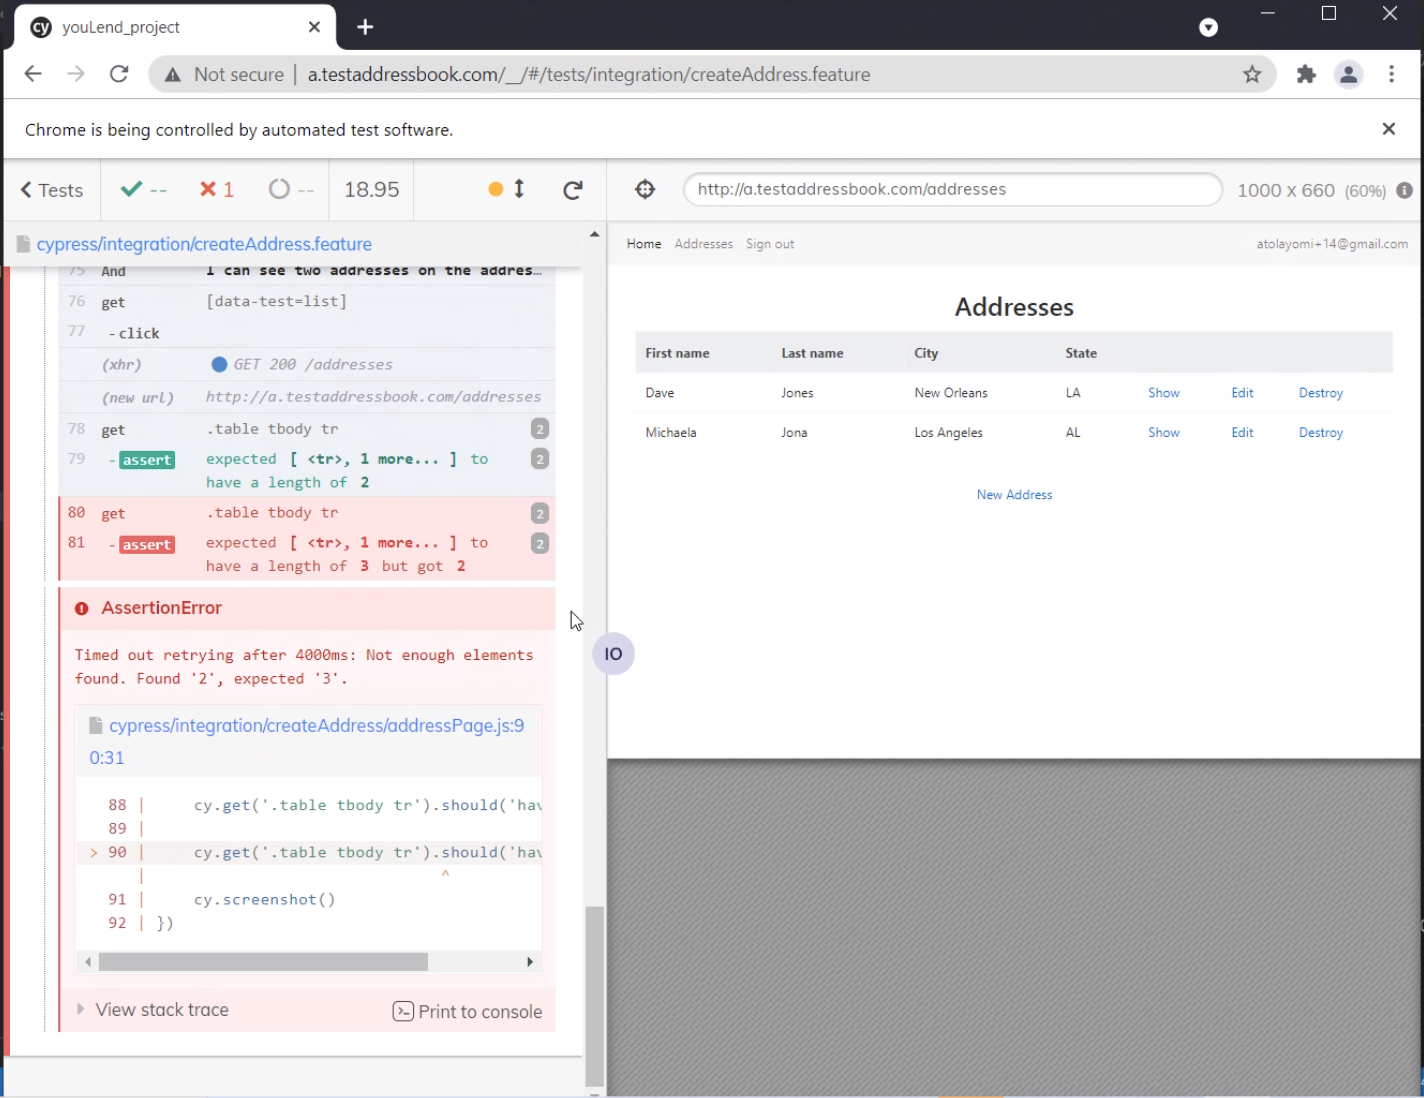 cy youLend_project
Not secure | a.testaddressbook.com/__/#/tests/integration/createAddress.feature
Chrome is being controlled by automated test software.
Tests -- 1 -- 18.95
http://a.testaddressbook.com/addresses 1000 x 660 (60%)
cypress/integration/createAddress.feature
75 And I can see two addresses on the addres…
76 get [data-test=list]
77 - click
(xhr) GET 200 /addresses
(new url) http://a.testaddressbook.com/addresses
78 get .table tbody tr 2
79 - assert expected [ <tr>, 1 more... ] to 2
have a length of 2
80 get .table tbody tr 2
81 - assert expected [ <tr>, 1 more... ] to 2
have a length of 3 but got 2
AssertionError
Timed out retrying after 4000ms: Not enough elements
found. Found '2', expected '3'.
cypress/integration/createAddress/addressPage.js:9
0:31
88 | cy.get('.table tbody tr').should('hav
89 |
> 90 | cy.get('.table tbody tr').should('hav
| ^
91 | cy.screenshot()
92 | })
View stack trace Print to console
IO
Home Addresses Sign out atolayomi+14@gmail.com
Addresses
First name Last name City State
Dave Jones New Orleans LA Show Edit Destroy
Michaela Jona Los Angeles AL Show Edit Destroy
New Address